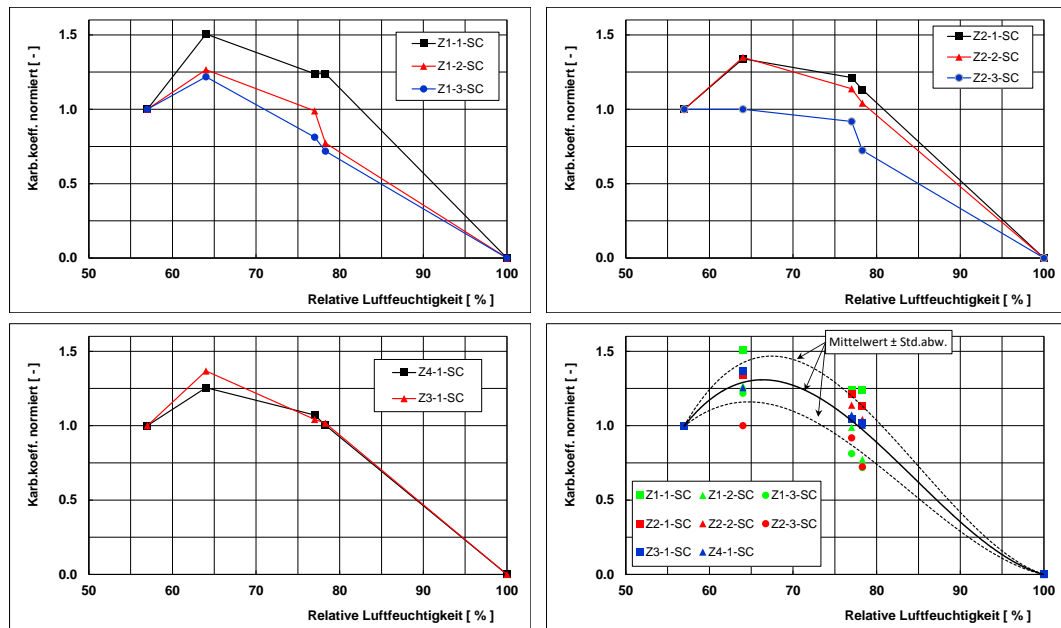 Karb.koeff. normiert [ - ]
1.5
1.0
0.5
0.0
50 60 70 80 90 100
Relative Luftfeuchtigkeit [ % ]
Z1-1-SC
Z1-2-SC
Z1-3-SC
Karb.koeff. normiert [ - ]
1.5
1.0
0.5
0.0
50 60 70 80 90 100
Relative Luftfeuchtigkeit [ % ]
Z2-1-SC
Z2-2-SC
Z2-3-SC
Karb.koeff. normiert [ - ]
1.5
1.0
0.5
0.0
50 60 70 80 90 100
Relative Luftfeuchtigkeit [ % ]
Z4-1-SC
Z3-1-SC
Karb.koeff. normiert [ - ]
1.5
1.0
0.5
0.0
50 60 70 80 90 100
Relative Luftfeuchtigkeit [ % ]
Mittelwert ± Std.abw.
Z1-1-SC Z1-2-SC Z1-3-SC
Z2-1-SC Z2-2-SC Z2-3-SC
Z3-1-SC Z4-1-SC